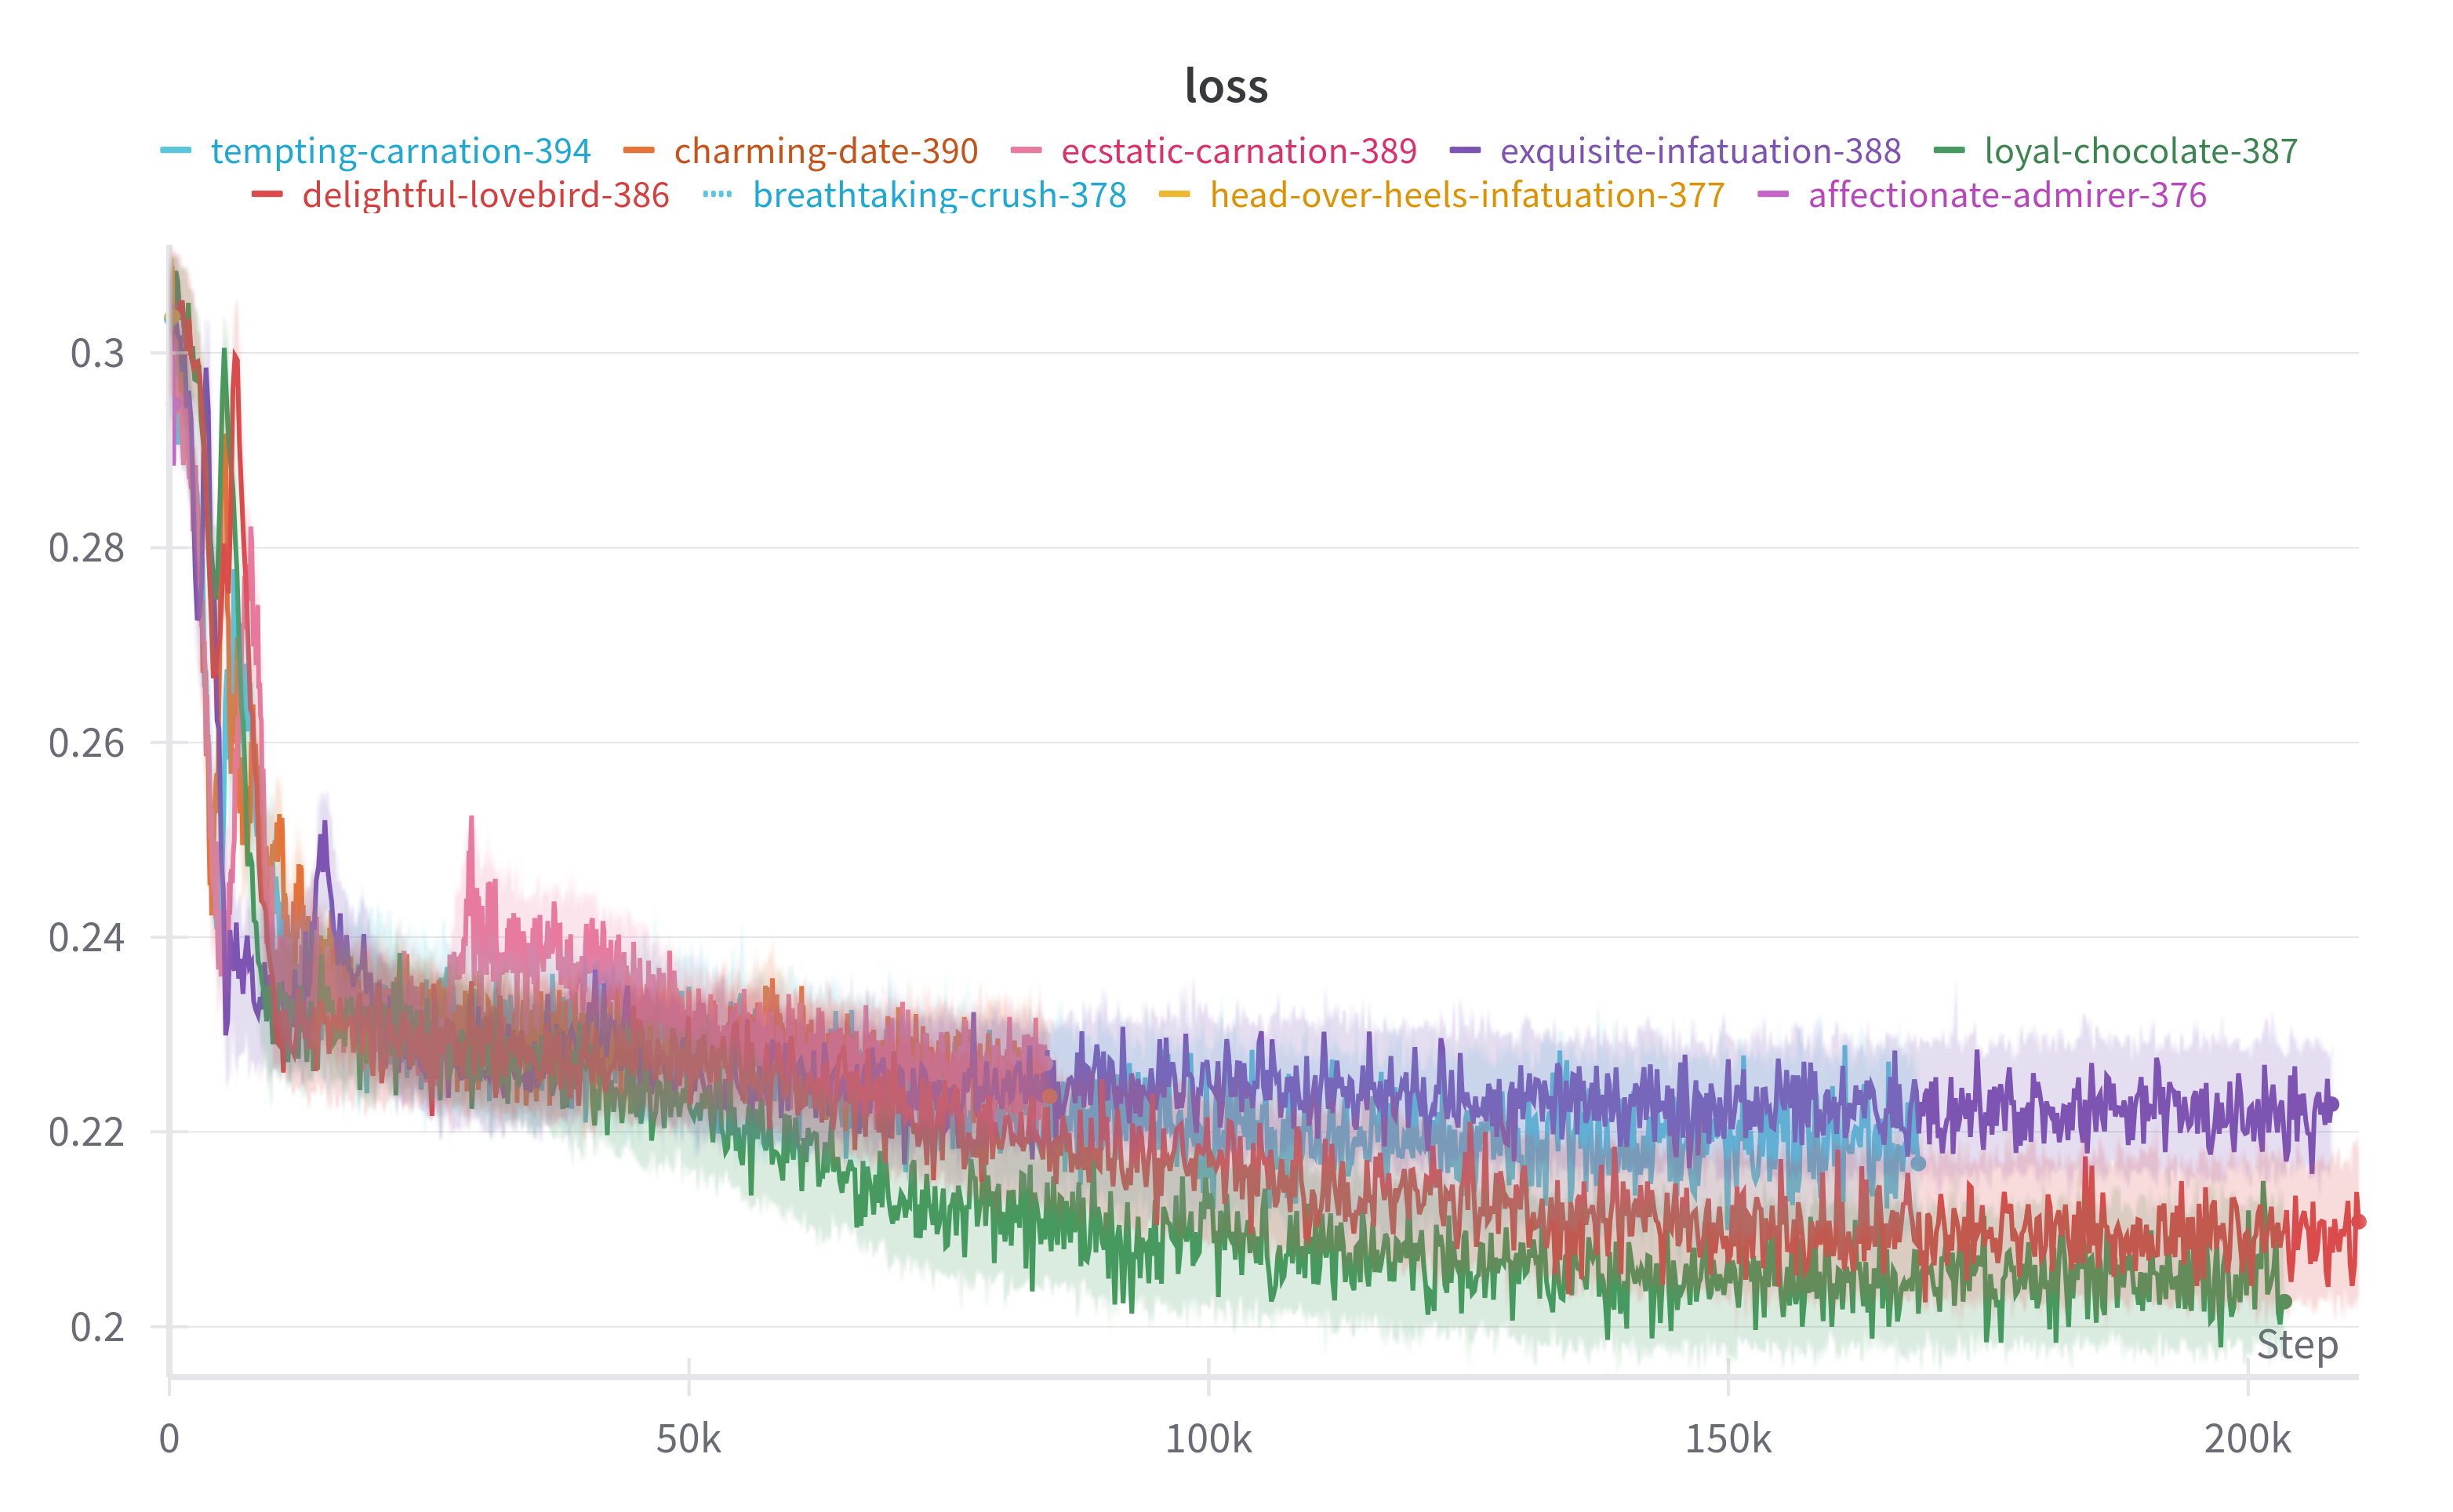 loss
tempting-carnation-394 charming-date-390 ecstatic-carnation-389 exquisite-infatuation-388 loyal-chocolate-387
delightful-lovebird-386 breathtaking-crush-378 head-over-heels-infatuation-377 affectionate-admirer-376
0.3
0.28
0.26
0.24
0.22
0.2
Step
0 50k 100k 150k 200k